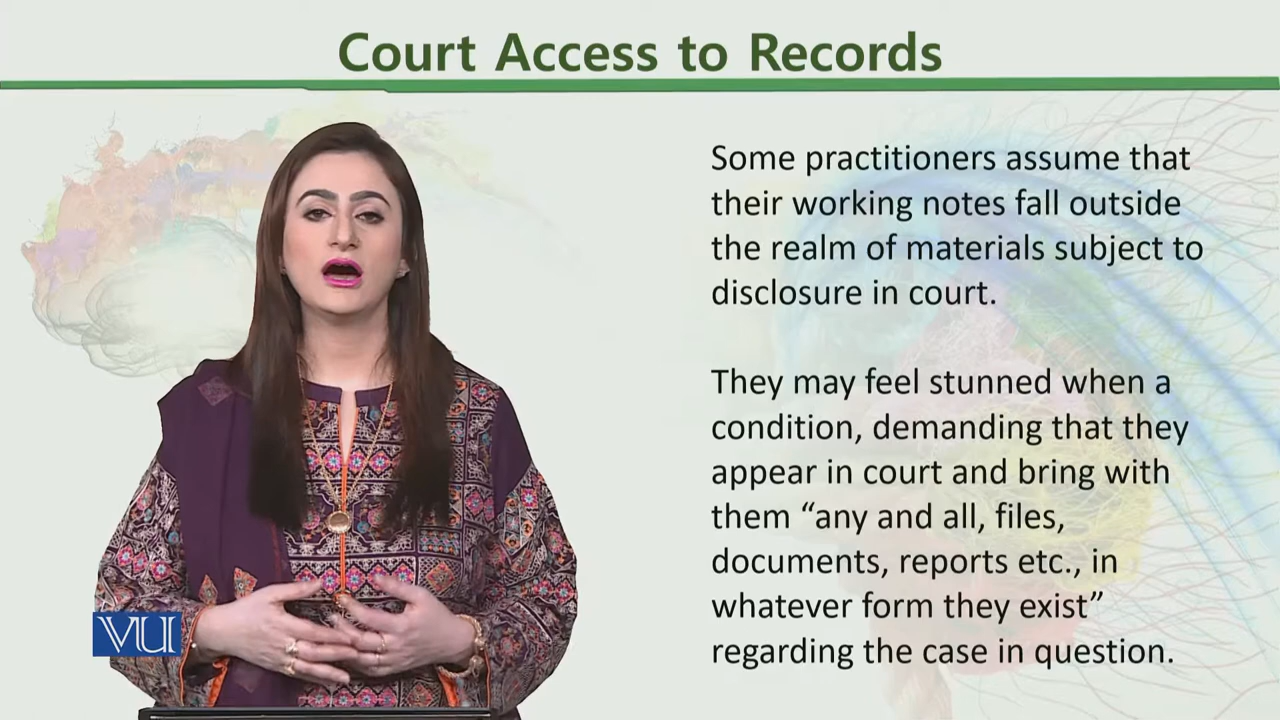 Court Access to Records
Some practitioners assume that
their working notes fall outside
the realm of materials subject to
disclosure in court.
They may feel stunned when a
condition, demanding that they
appear in court and bring with
them “any and all, files,
documents, reports etc., in
whatever form they exist”
regarding the case in question.
VU